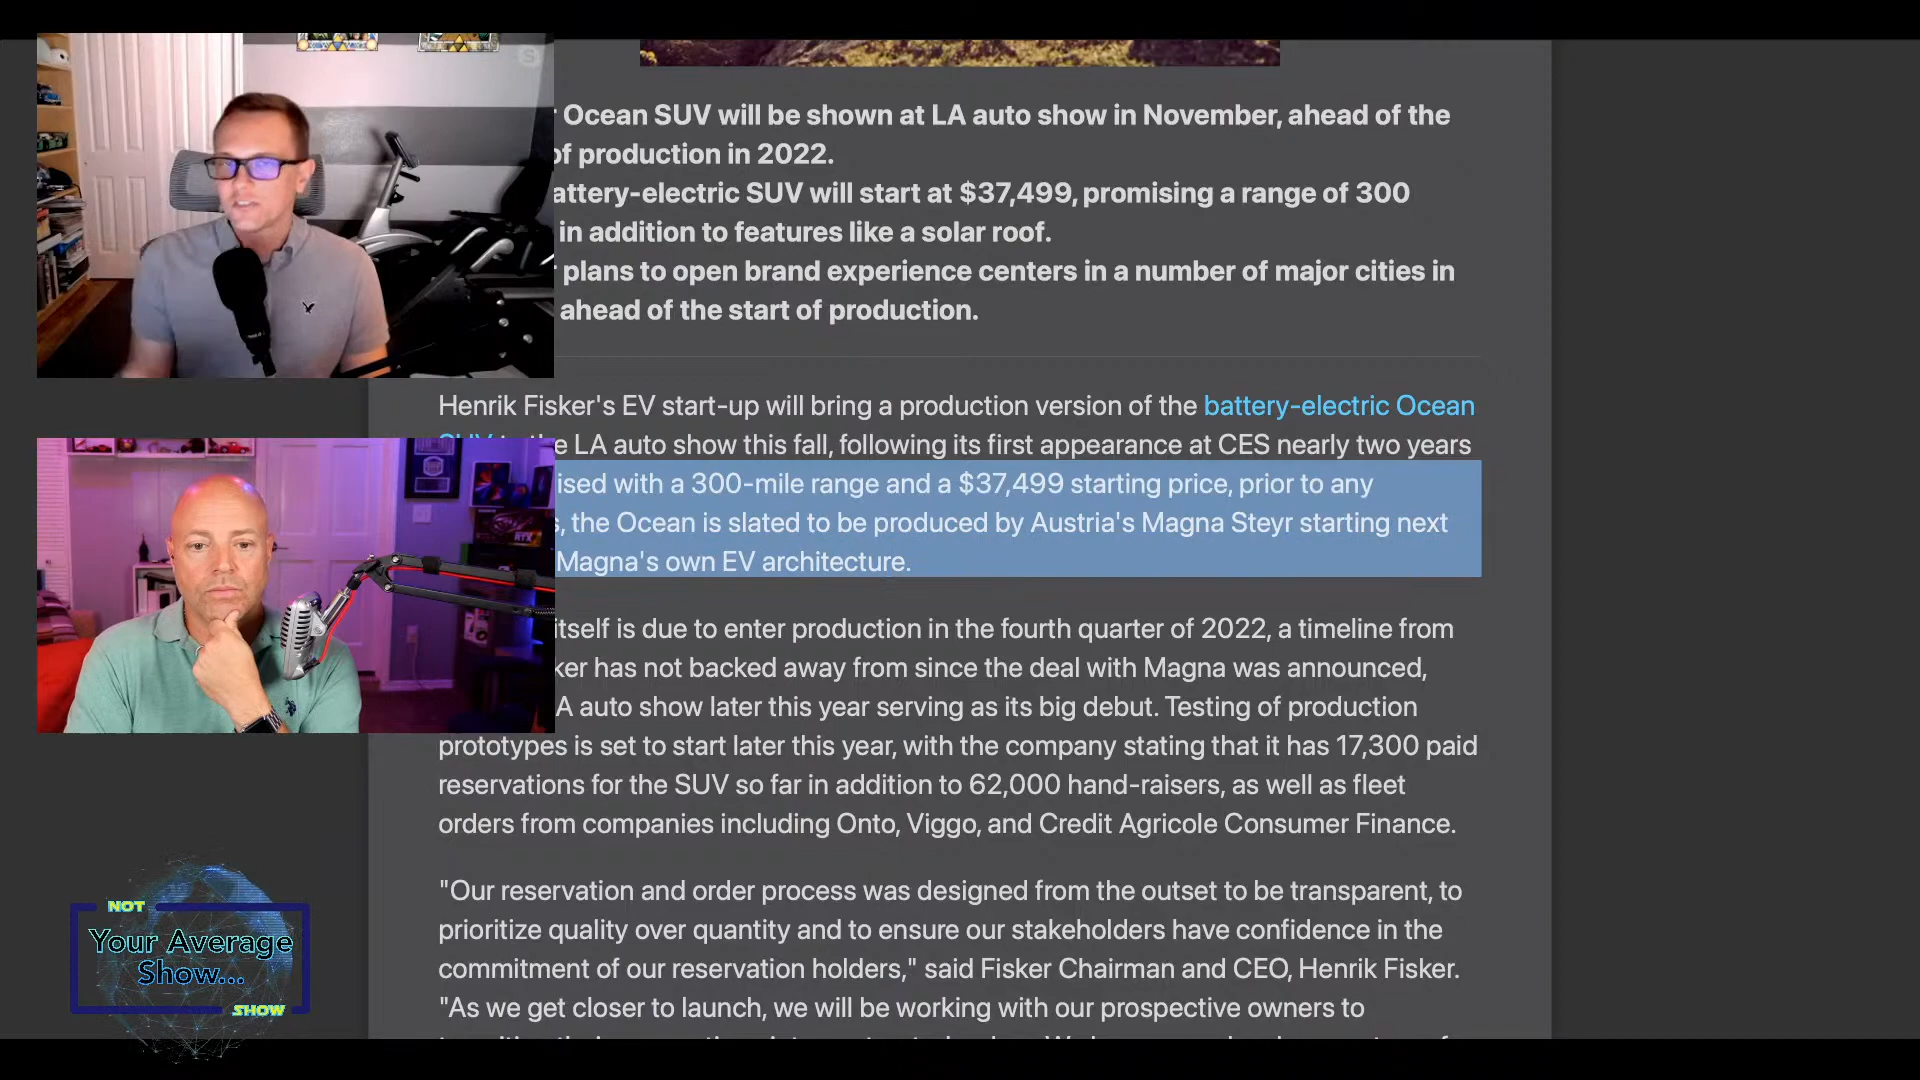 Ocean SUV will be shown at LA auto show in November, ahead of the
of production in 2022.
attery-electric SUV will start at $37,499, promising a range of 300
in addition to features like a solar roof.
plans to open brand experience centers in a number of major cities in
ahead of the start of production.
Henrik Fisker's EV start-up will bring a production version of the battery-electric Ocean
SUV to the LA auto show this fall, following its first appearance at CES nearly two years
ised with a 300-mile range and a $37,499 starting price, prior to any
s, the Ocean is slated to be produced by Austria's Magna Steyr starting next
Magna's own EV architecture.
itself is due to enter production in the fourth quarter of 2022, a timeline from
ker has not backed away from since the deal with Magna was announced,
A auto show later this year serving as its big debut. Testing of production
prototypes is set to start later this year, with the company stating that it has 17,300 paid
reservations for the SUV so far in addition to 62,000 hand-raisers, as well as fleet
orders from companies including Onto, Viggo, and Credit Agricole Consumer Finance.
"Our reservation and order process was designed from the outset to be transparent, to
prioritize quality over quantity and to ensure our stakeholders have confidence in the
commitment of our reservation holders," said Fisker Chairman and CEO, Henrik Fisker.
"As we get closer to launch, we will be working with our prospective owners to
RTX
NOT
Your Average
Show...
SHOW